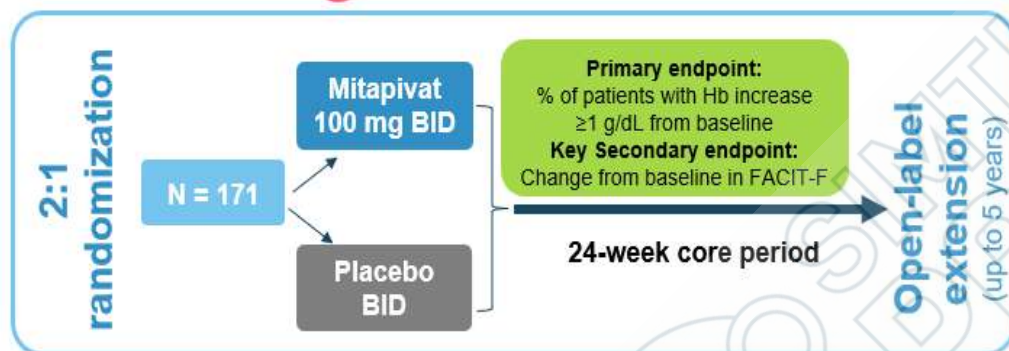 2:1
randomization
N = 171
Mitapivat
100 mg BID
Placebo
BID
Primary endpoint:
% of patients with Hb increase
≥1 g/dL from baseline
Key Secondary endpoint:
Change from baseline in FACIT-F
24-week core period
Open-label
extension
(up to 5 years)